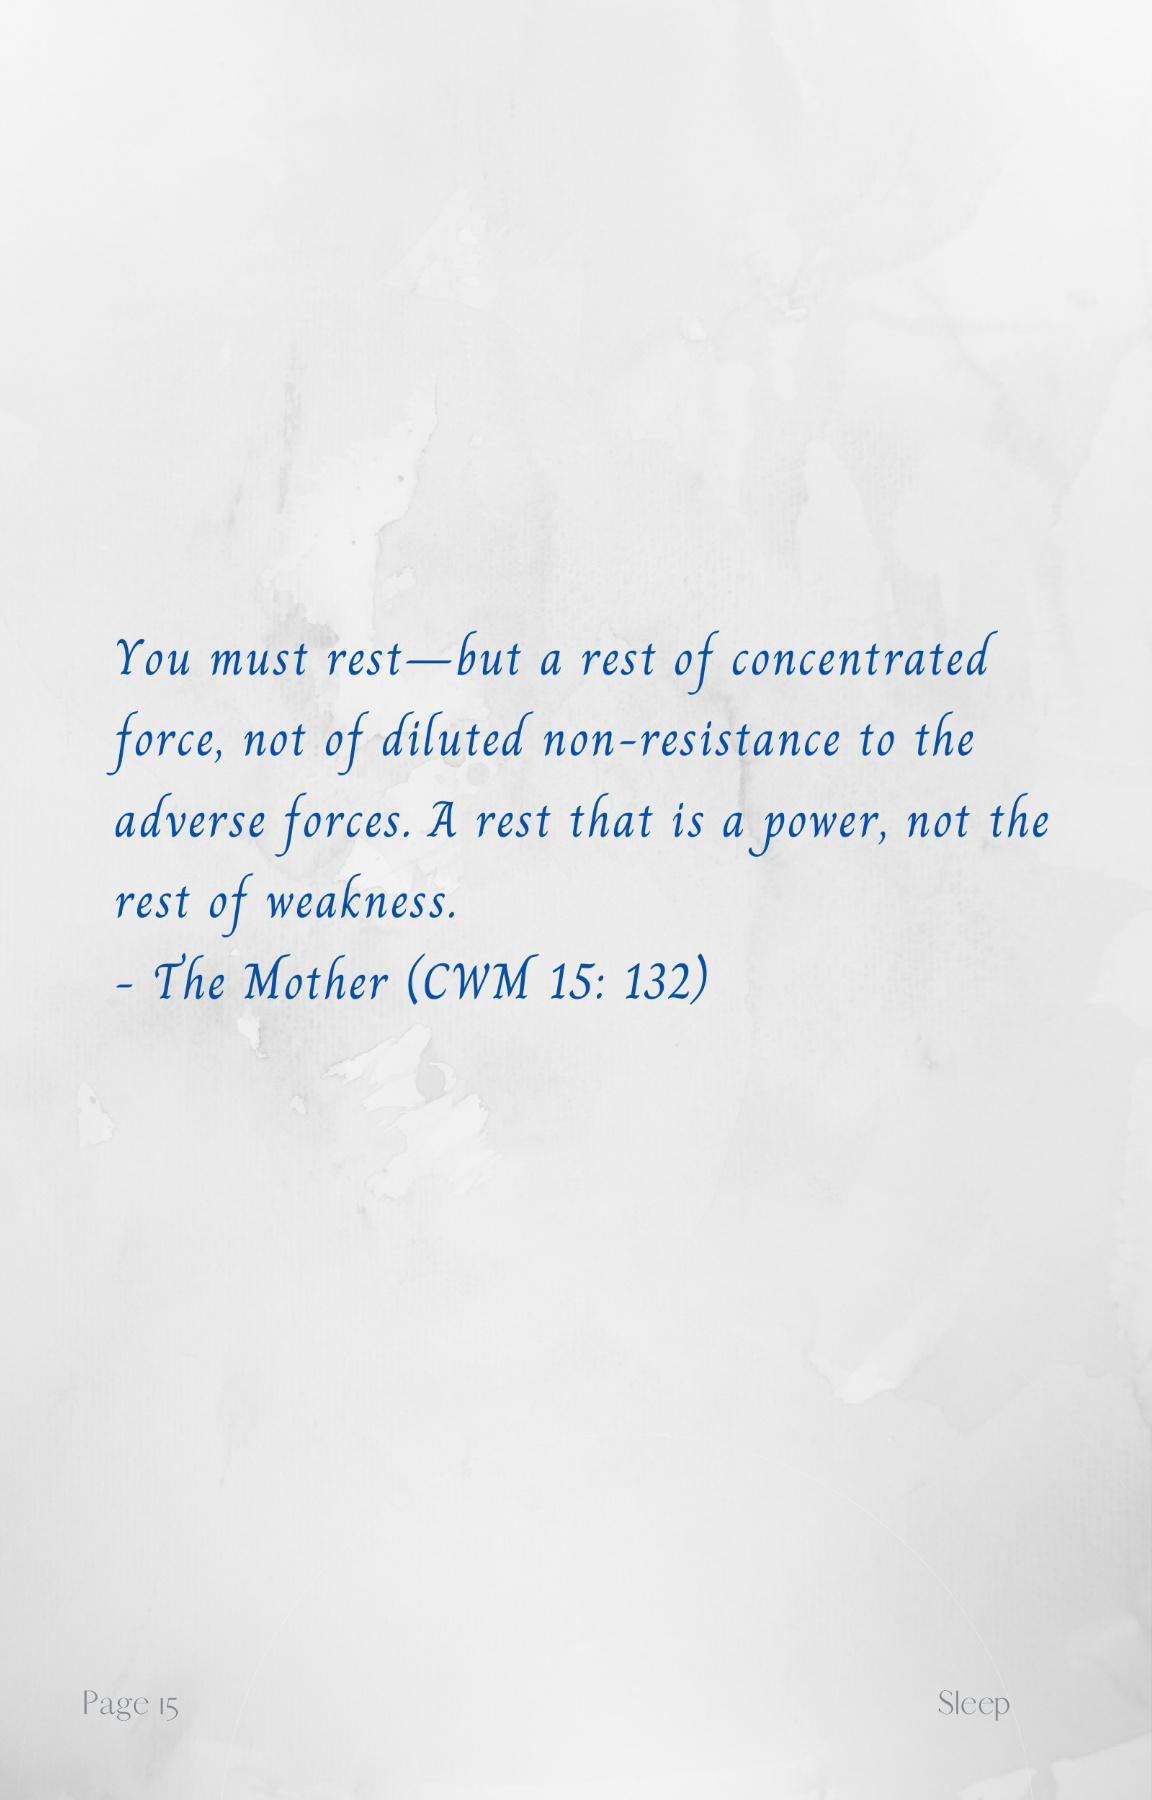 You must rest—but a rest of concentrated
force, not of diluted non-resistance to the
adverse forces. A rest that is a power, not the
rest of weakness.
- The Mother (CWM 15: 132)
Page 15
Sleep